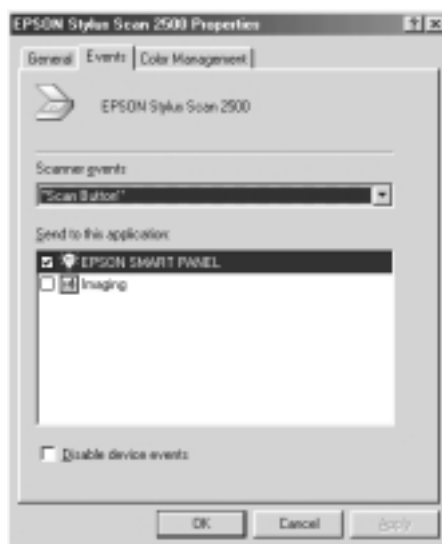 EPSON Stylus Scan 2500 Properties
General Events Color Management
EPSON Stylus Scan 2500
Scanner events
"Scan Button"
Send to this application:
EPSON SMART PANEL
Imaging
Disable device events
OK Cancel Apply